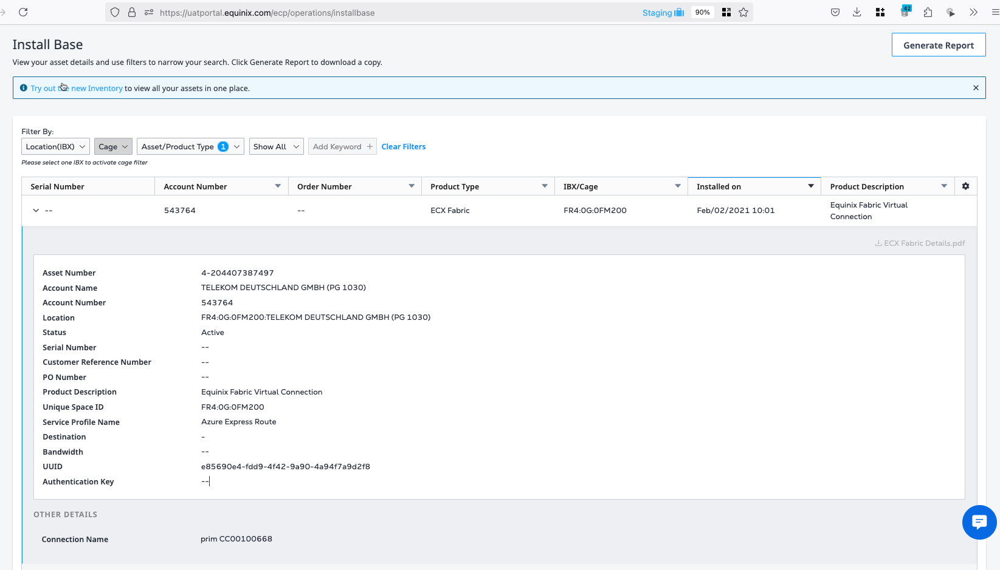 https://uatportal.equinix.com/ecp/operations/installbase
Staging
90%
42
Install Base
Generate Report
View your asset details and use filters to narrow your search. Click Generate Report to download a copy.
Try out the new Inventory to view all your assets in one place.
Filter By:
Location(IBX)
Cage
Asset/Product Type 1
Show All
Add Keyword +
Clear Filters
Please select one IBX to activate cage filter
Serial Number Account Number Order Number Product Type IBX/Cage Installed on Product Description
-- 543764 -- ECX Fabric FR4:0G:0FM200 Feb/02/2021 10:01 Equinix Fabric Virtual
Connection
ECX Fabric Details.pdf
Asset Number 4-204407387497
Account Name TELEKOM DEUTSCHLAND GMBH (PG 1030)
Account Number 543764
Location FR4:0G:0FM200:TELEKOM DEUTSCHLAND GMBH (PG 1030)
Status Active
Serial Number --
Customer Reference Number --
PO Number --
Product Description Equinix Fabric Virtual Connection
Unique Space ID FR4:0G:0FM200
Service Profile Name Azure Express Route
Destination -
Bandwidth --
UUID e85690e4-fdd9-4f42-9a90-4a94f7a9d2f8
Authentication Key --
OTHER DETAILS
Connection Name prim CC00100668